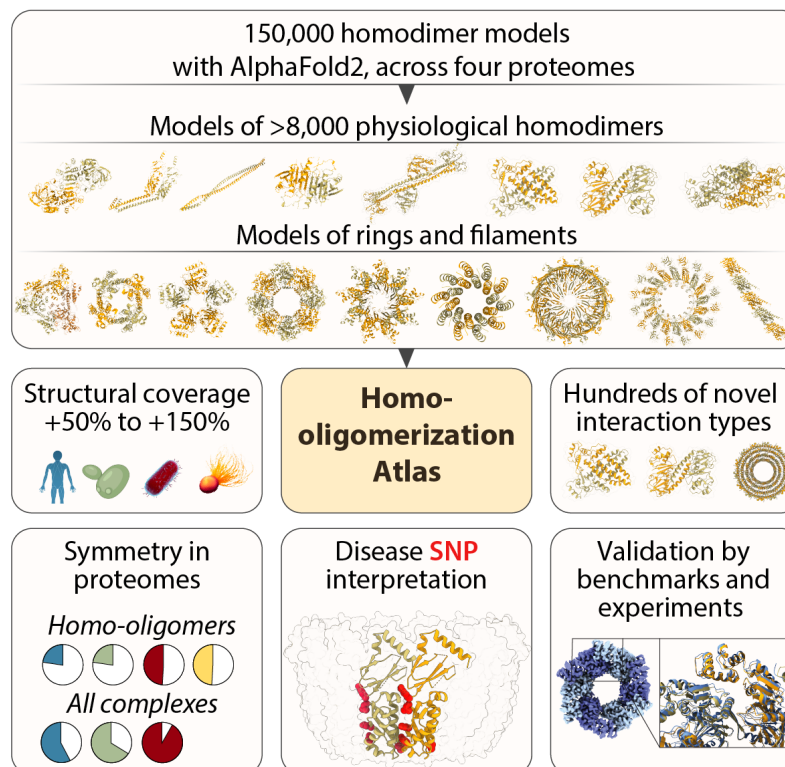 150,000 homodimer models
with AlphaFold2, across four proteomes
Models of >8,000 physiological homodimers
Models of rings and filaments
Structural coverage
+50% to +150%
Homo-
oligomerization
Atlas
Hundreds of novel
interaction types
Symmetry in
proteomes
Homo-oligomers
All complexes
Disease SNP
interpretation
Validation by
benchmarks and
experiments